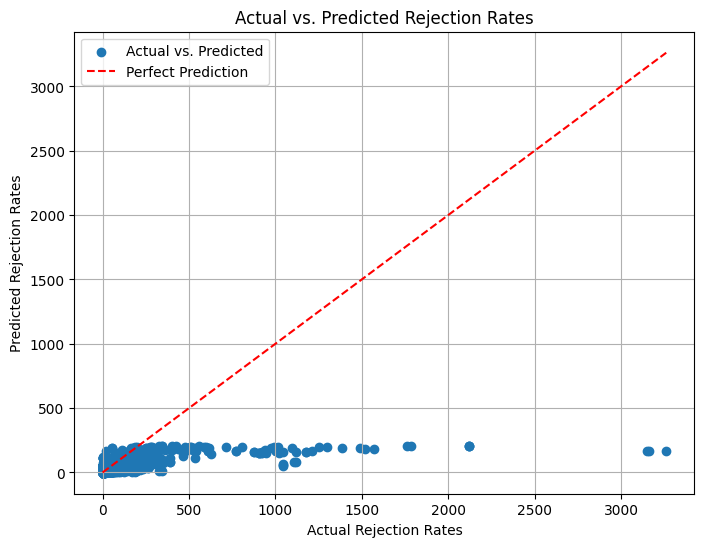 Actual vs. Predicted Rejection Rates
Actual vs. Predicted
Perfect Prediction
3000
2500
2000
1500
1000
500
0
Predicted Rejection Rates
0 500 1000 1500 2000 2500 3000
Actual Rejection Rates